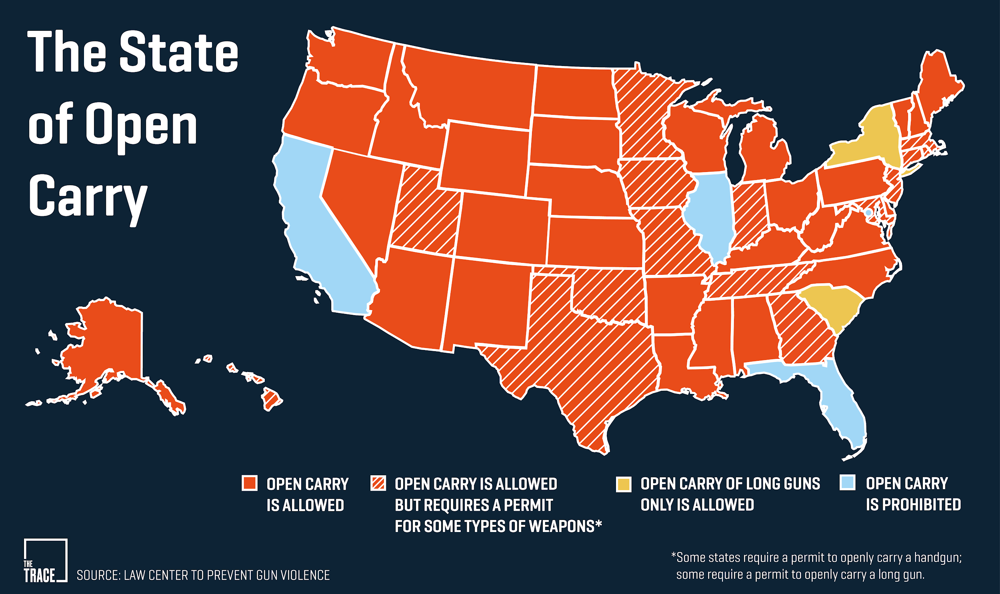 The State
of Open
Carry
OPEN CARRY
IS ALLOWED
OPEN CARRY IS ALLOWED
BUT REQUIRES A PERMIT
FOR SOME TYPES OF WEAPONS*
OPEN CARRY OF LONG GUNS
ONLY IS ALLOWED
OPEN CARRY
IS PROHIBITED
THE
TRACE
SOURCE: LAW CENTER TO PREVENT GUN VIOLENCE
*Some states require a permit to openly carry a handgun;
some require a permit to openly carry a long gun.